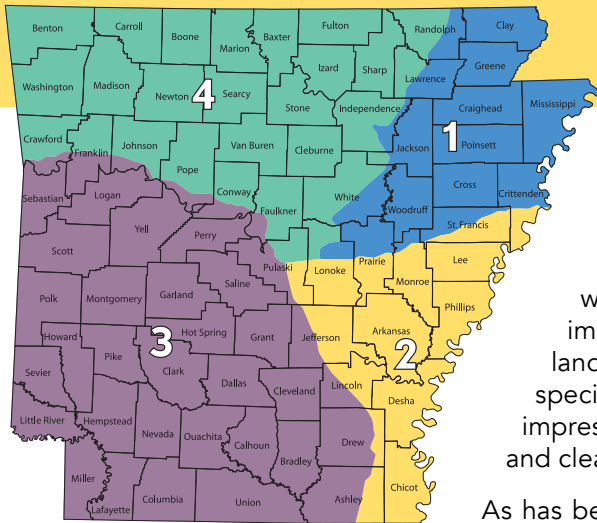 Benton Carroll Boone Marion Baxter Fulton Randolph Clay
Izard Sharp Lawrence Greene
Washington Madison Newton 4 Searcy Stone Independence Craighead Mississippi
1
Jackson Poinsett
Crawford Franklin Johnson Van Buren Cleburne
Pope Conway White Woodruff Cross Crittenden
Sebastian Logan Faulkner St. Francis
Yell Perry
Scott Pulaski Lonoke Prairie Monroe Lee
Saline
Polk Montgomery Garland Phillips
Hot Spring Grant Jefferson Arkansas
Howard Pike 3 2
Sevier Clark Dallas Cleveland Lincoln Desha
Little River Hempstead Nevada Ouachita Calhoun Drew
Bradley
Miller Chicot
Lafayette Columbia Union Ashley
w
im
land
speci
impres
and clea
As has be